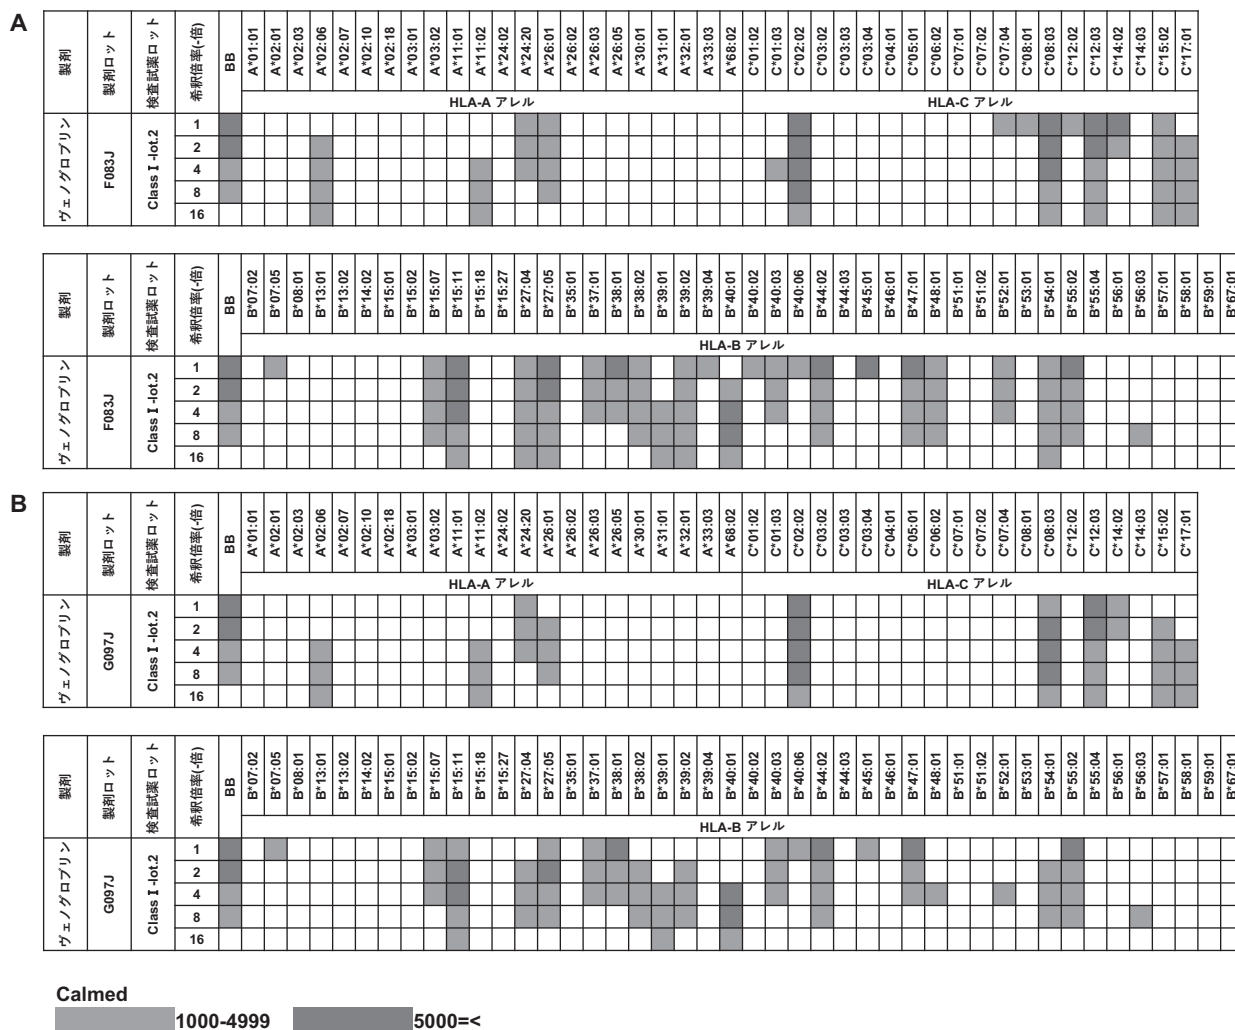 A
製剤
製剤ロット
検査試薬ロット
希釈倍率(-倍)
BB
A*01:01 A*02:01 A*02:03 A*02:06 A*02:07 A*02:10 A*02:18 A*03:01 A*03:02 A*11:01 A*11:02 A*24:02 A*24:20 A*26:01 A*26:02 A*26:03 A*26:05 A*30:01 A*31:01 A*32:01 A*33:03 A*68:02 C*01:02 C*01:03 C*02:02 C*03:02 C*03:03 C*03:04 C*04:01 C*05:01 C*06:02 C*07:01 C*07:02 C*07:04 C*08:01 C*08:03 C*12:02 C*12:03 C*14:02 C*14:03 C*15:02 C*17:01
HLA-A アレル HLA-C アレル
ヴェノグロブリン
F083J
Class I-lot.2
1
2
4
8
16
製剤
製剤ロット
検査試薬ロット
希釈倍率(-倍)
BB
B*07:02 B*07:05 B*08:01 B*13:01 B*13:02 B*14:02 B*15:01 B*15:02 B*15:07 B*15:11 B*15:18 B*15:27 B*27:04 B*27:05 B*35:01 B*37:01 B*38:01 B*38:02 B*39:01 B*39:02 B*39:04 B*40:01 B*40:02 B*40:03 B*40:06 B*44:02 B*44:03 B*45:01 B*46:01 B*47:01 B*48:01 B*51:01 B*51:02 B*52:01 B*53:01 B*54:01 B*55:02 B*55:04 B*56:01 B*56:03 B*57:01 B*58:01 B*59:01 B*67:01
HLA-B アレル
ヴェノグロブリン
F083J
Class I-lot.2
1
2
4
8
16
B
製剤
製剤ロット
検査試薬ロット
希釈倍率(-倍)
BB
A*01:01 A*02:01 A*02:03 A*02:06 A*02:07 A*02:10 A*02:18 A*03:01 A*03:02 A*11:01 A*11:02 A*24:02 A*24:20 A*26:01 A*26:02 A*26:03 A*26:05 A*30:01 A*31:01 A*32:01 A*33:03 A*68:02 C*01:02 C*01:03 C*02:02 C*03:02 C*03:03 C*03:04 C*04:01 C*05:01 C*06:02 C*07:01 C*07:02 C*07:04 C*08:01 C*08:03 C*12:02 C*12:03 C*14:02 C*14:03 C*15:02 C*17:01
HLA-A アレル HLA-C アレル
ヴェノグロブリン
G097J
Class I-lot.2
1
2
4
8
16
製剤
製剤ロット
検査試薬ロット
希釈倍率(-倍)
BB
B*07:02 B*07:05 B*08:01 B*13:01 B*13:02 B*14:02 B*15:01 B*15:02 B*15:07 B*15:11 B*15:18 B*15:27 B*27:04 B*27:05 B*35:01 B*37:01 B*38:01 B*38:02 B*39:01 B*39:02 B*39:04 B*40:01 B*40:02 B*40:03 B*40:06 B*44:02 B*44:03 B*45:01 B*46:01 B*47:01 B*48:01 B*51:01 B*51:02 B*52:01 B*53:01 B*54:01 B*55:02 B*55:04 B*56:01 B*56:03 B*57:01 B*58:01 B*59:01 B*67:01
HLA-B アレル
ヴェノグロブリン
G097J
Class I-lot.2
1
2
4
8
16
Calmed
1000-4999 5000=<